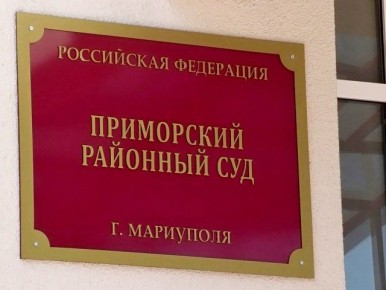 РОССИЙСКАЯ ФЕДЕРАЦИЯ
ПРИМОРСКИЙ
РАЙОННЫЙ СУД
Г. МАРИУПОЛЯ